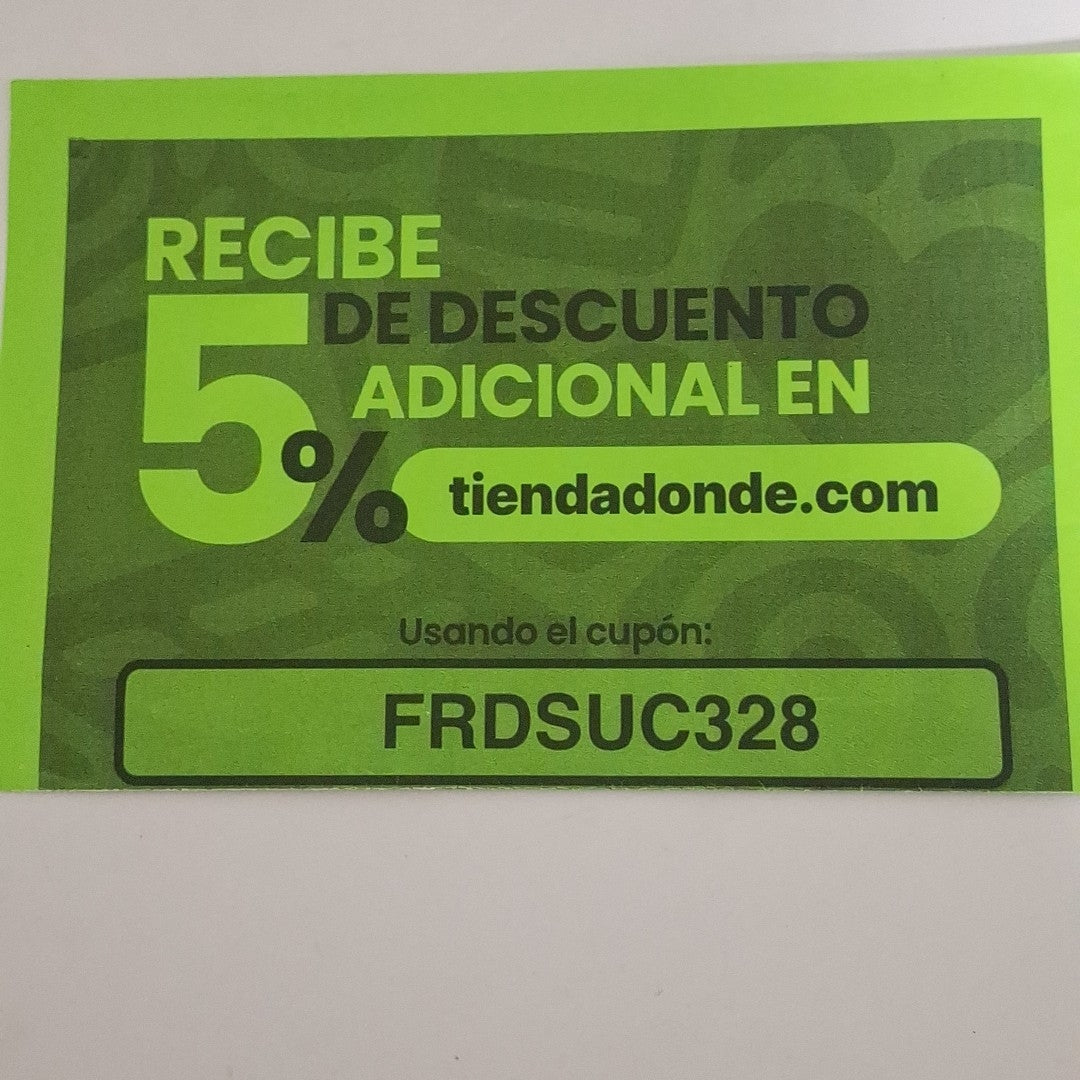 RECIBE
5% DE DESCUENTO
ADICIONAL EN
tiendadonde.com
Usando el cupón:
FRDSUC328